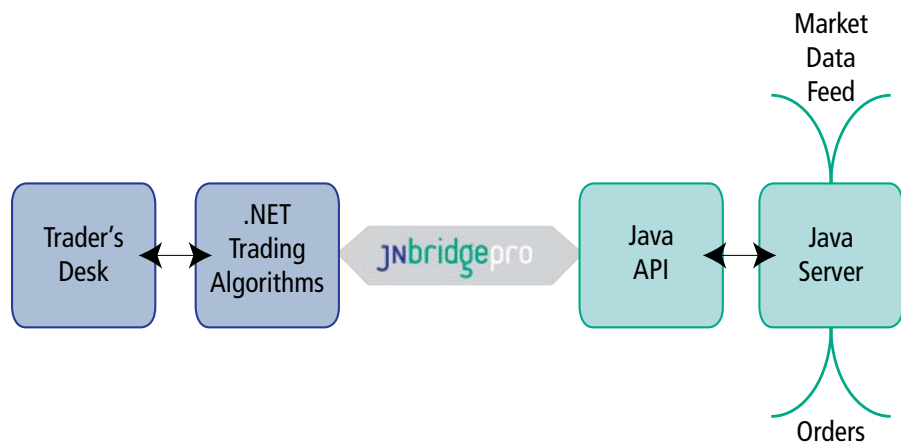 Market
Data
Feed
Trader's
Desk
.NET
Trading
Algorithms
JNbridgepro
Java
API
Java
Server
Orders